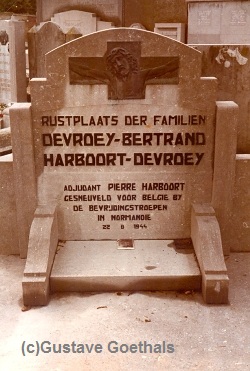 RUSTPLAATS DER FAMILIEN
DEVROEY-BERTRAND
HARBOORT-DEVROEY
ADJUDANT PIERRE HARBOORT
GESNEUVELD VOOR BELGIE BY
DE BEVRIJDINGSTROEPEN
IN NORMANDIE
22 8 1944
(c)Gustave Goethals